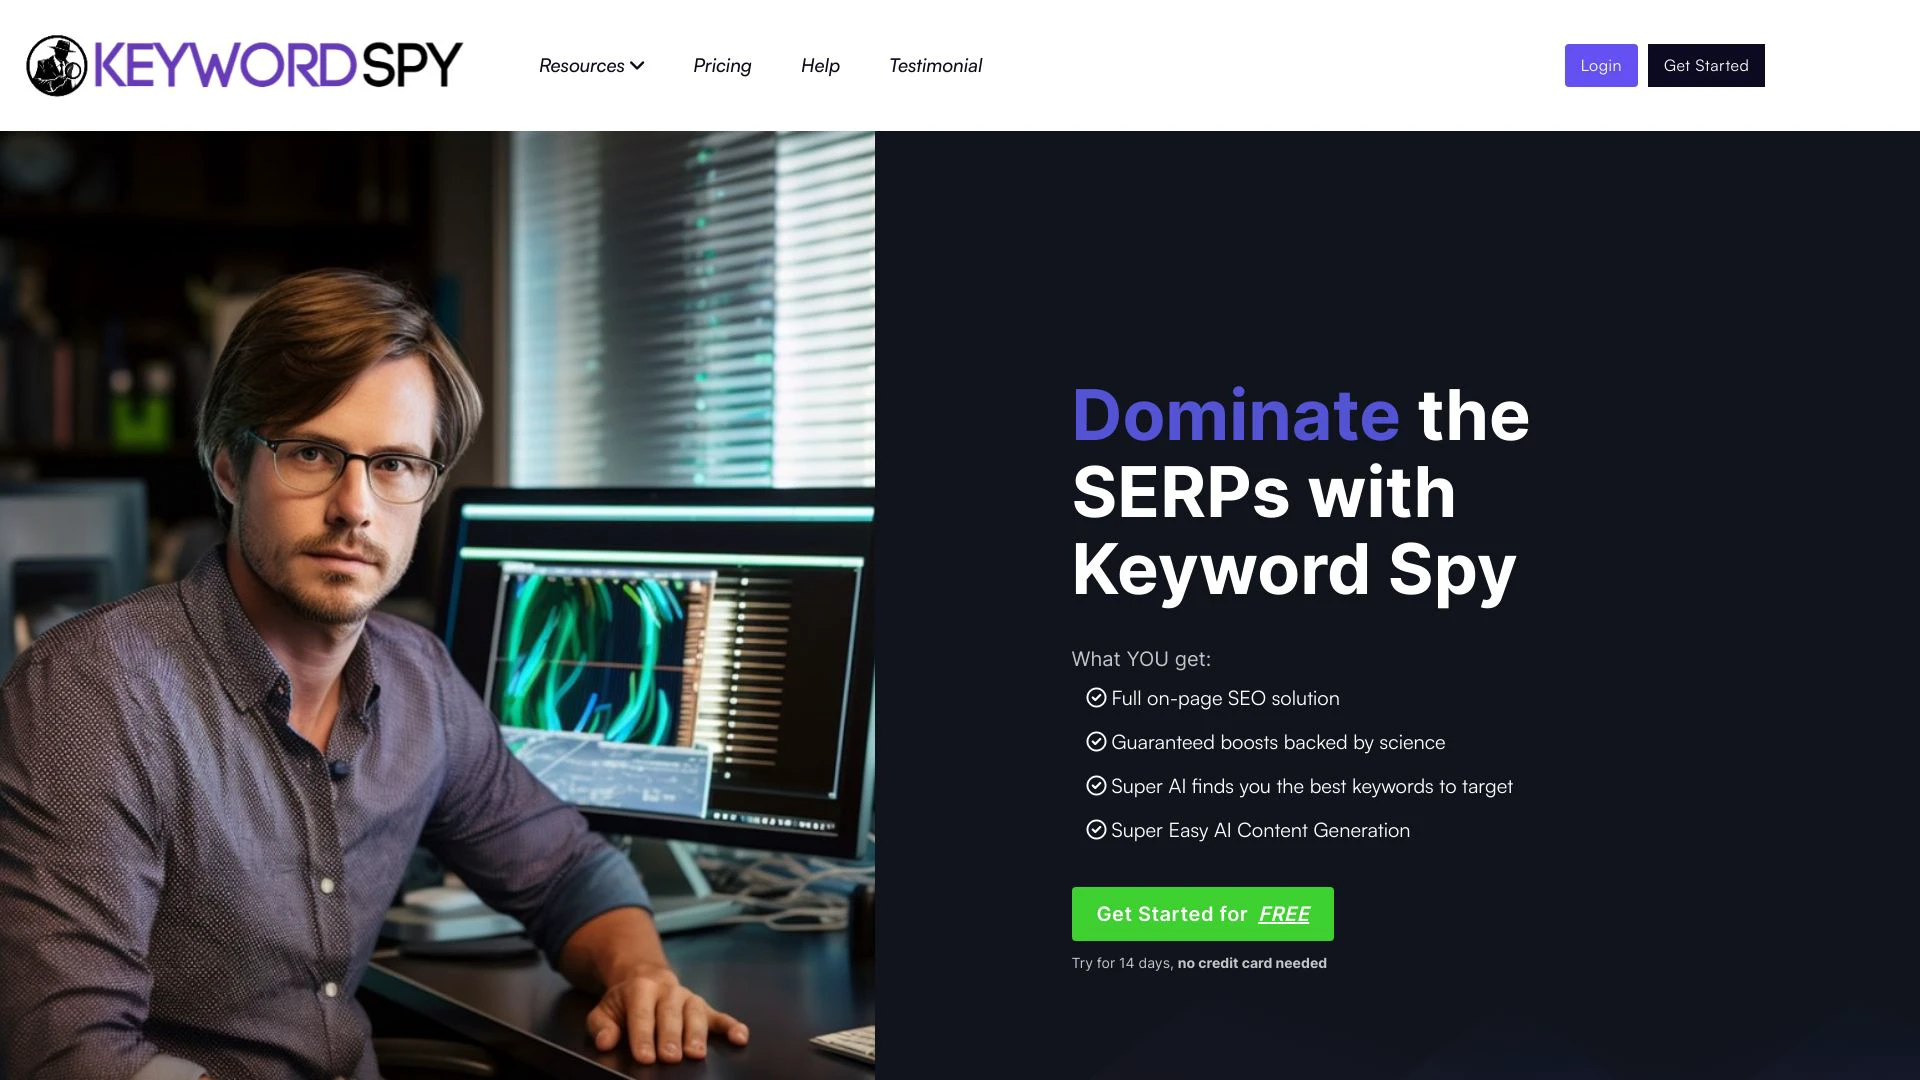 KEYWORD SPY
Resources
Pricing
Help
Testimonial
Login
Get Started
Dominate the
SERPs with
Keyword Spy
What YOU get:
Full on-page SEO solution
Guaranteed boosts backed by science
Super AI finds you the best keywords to target
Super Easy AI Content Generation
Get Started for FREE
Try for 14 days, no credit card needed